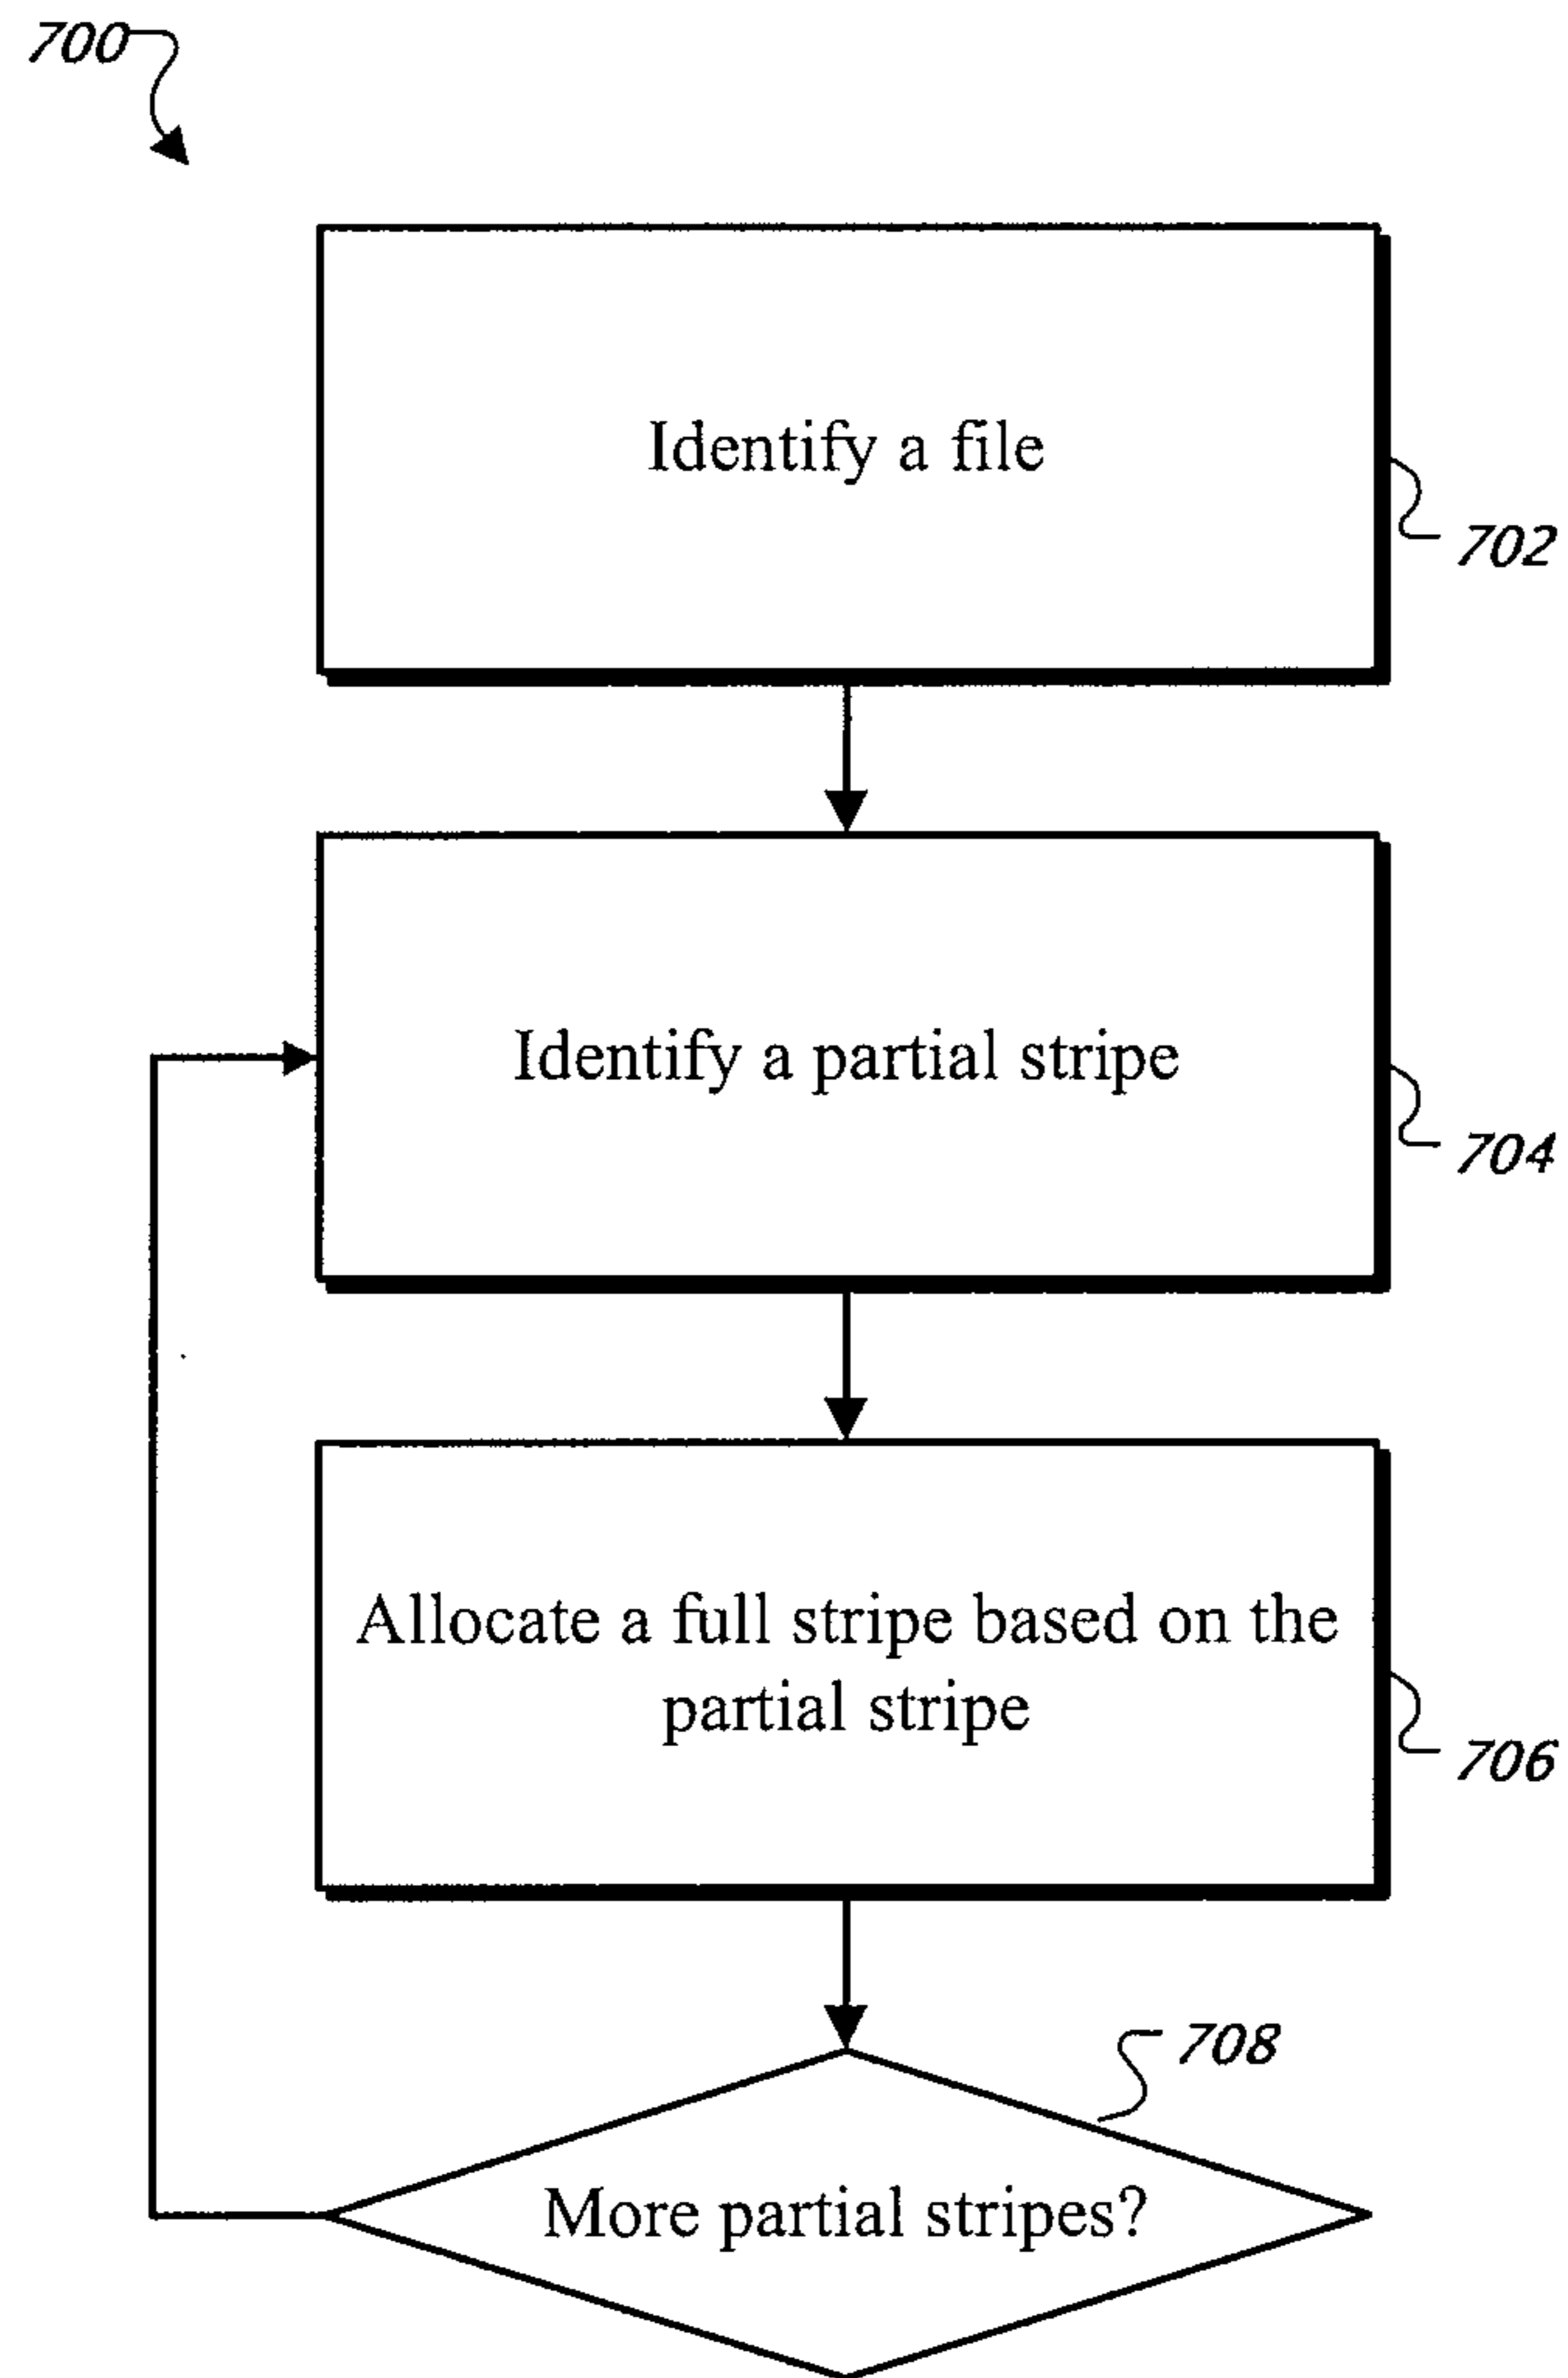 700
Identify a file
702
Identify a partial stripe
704
Allocate a full stripe based on the
partial stripe
706
708
More partial stripes?